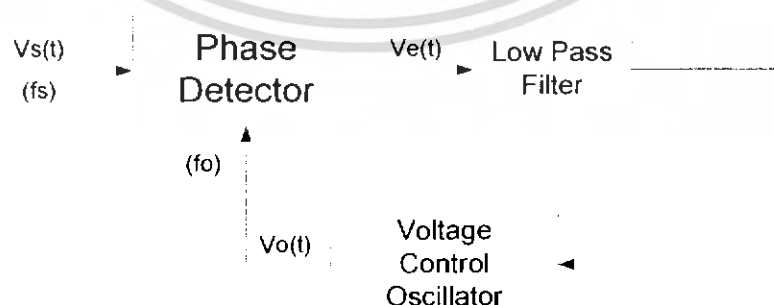 Vs(t)
(fs)
Phase
Detector
Ve(t)
Low Pass
Filter
(fo)
Vo(t)
Voltage
Control
Oscillator